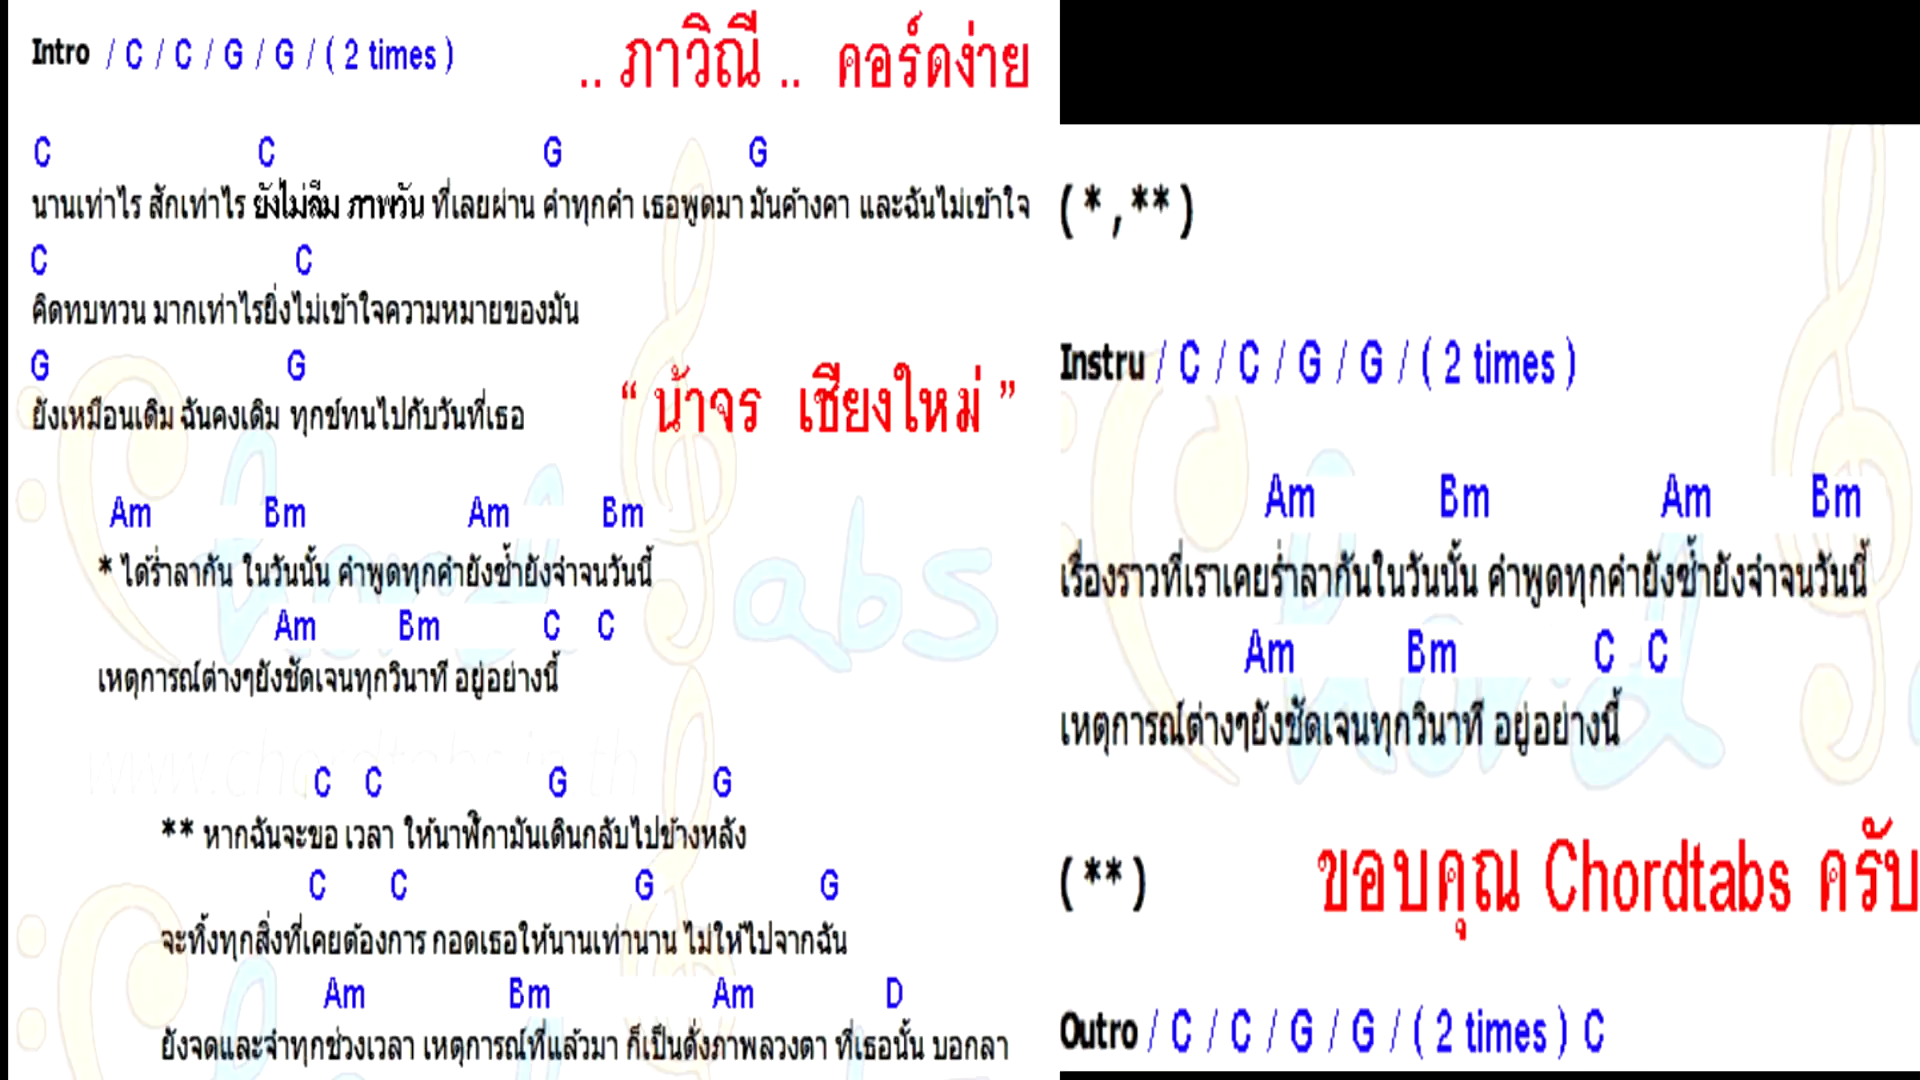 Intro / C / C / G / G / ( 2 times )
.. ภาวิณี .. คอร์ดง่าย
C C G G
นานเท่าไร สักเท่าไร ยังไม่ลืม ภาพวัน ที่เลยผ่าน คำทุกคำ เธอพูดมา มันค้างคา และฉันไม่เข้าใจ
C C
คิดทบทวน มากเท่าไรยิ่งไม่เข้าใจความหมายของมัน
G G
ยังเหมือนเดิม ฉันคงเดิม ทุกข์ทนไปกับวันที่เธอ
“ น้าจร เชียงใหม่ ”
Am Bm Am Bm
* ได้ร่ำลากัน ในวันนั้น คำพูดทุกคำยังซ้ำยังจำจนวันนี้
Am Bm C C
เหตุการณ์ต่างๆยังชัดเจนทุกวินาที อยู่อย่างนี้
www.chordtabs.in.th
C C G G
** หากฉันจะขอ เวลา ให้นาฬิกามันเดินกลับไปข้างหลัง
C C G G
จะทิ้งทุกสิ่งที่เคยต้องการ กอดเธอให้นานเท่านาน ไม่ให้ไปจากฉัน
Am Bm Am D
ยังจดและจำทุกช่วงเวลา เหตุการณ์ที่แล้วมา ก็เป็นดั่งภาพลวงตา ที่เธอนั้น บอกลา
(*,**)
Instru / C / C / G / G / ( 2 times )
Am Bm Am Bm
เรื่องราวที่เราเคยร่ำลากันในวันนั้น คำพูดทุกคำยังซ้ำยังจำจนวันนี้
Am Bm C C
เหตุการณ์ต่างๆยังชัดเจนทุกวินาที อยู่อย่างนี้
(**)
ขอบคุณ Chordtabs ครับ
Outro / C / C / G / G / ( 2 times ) C